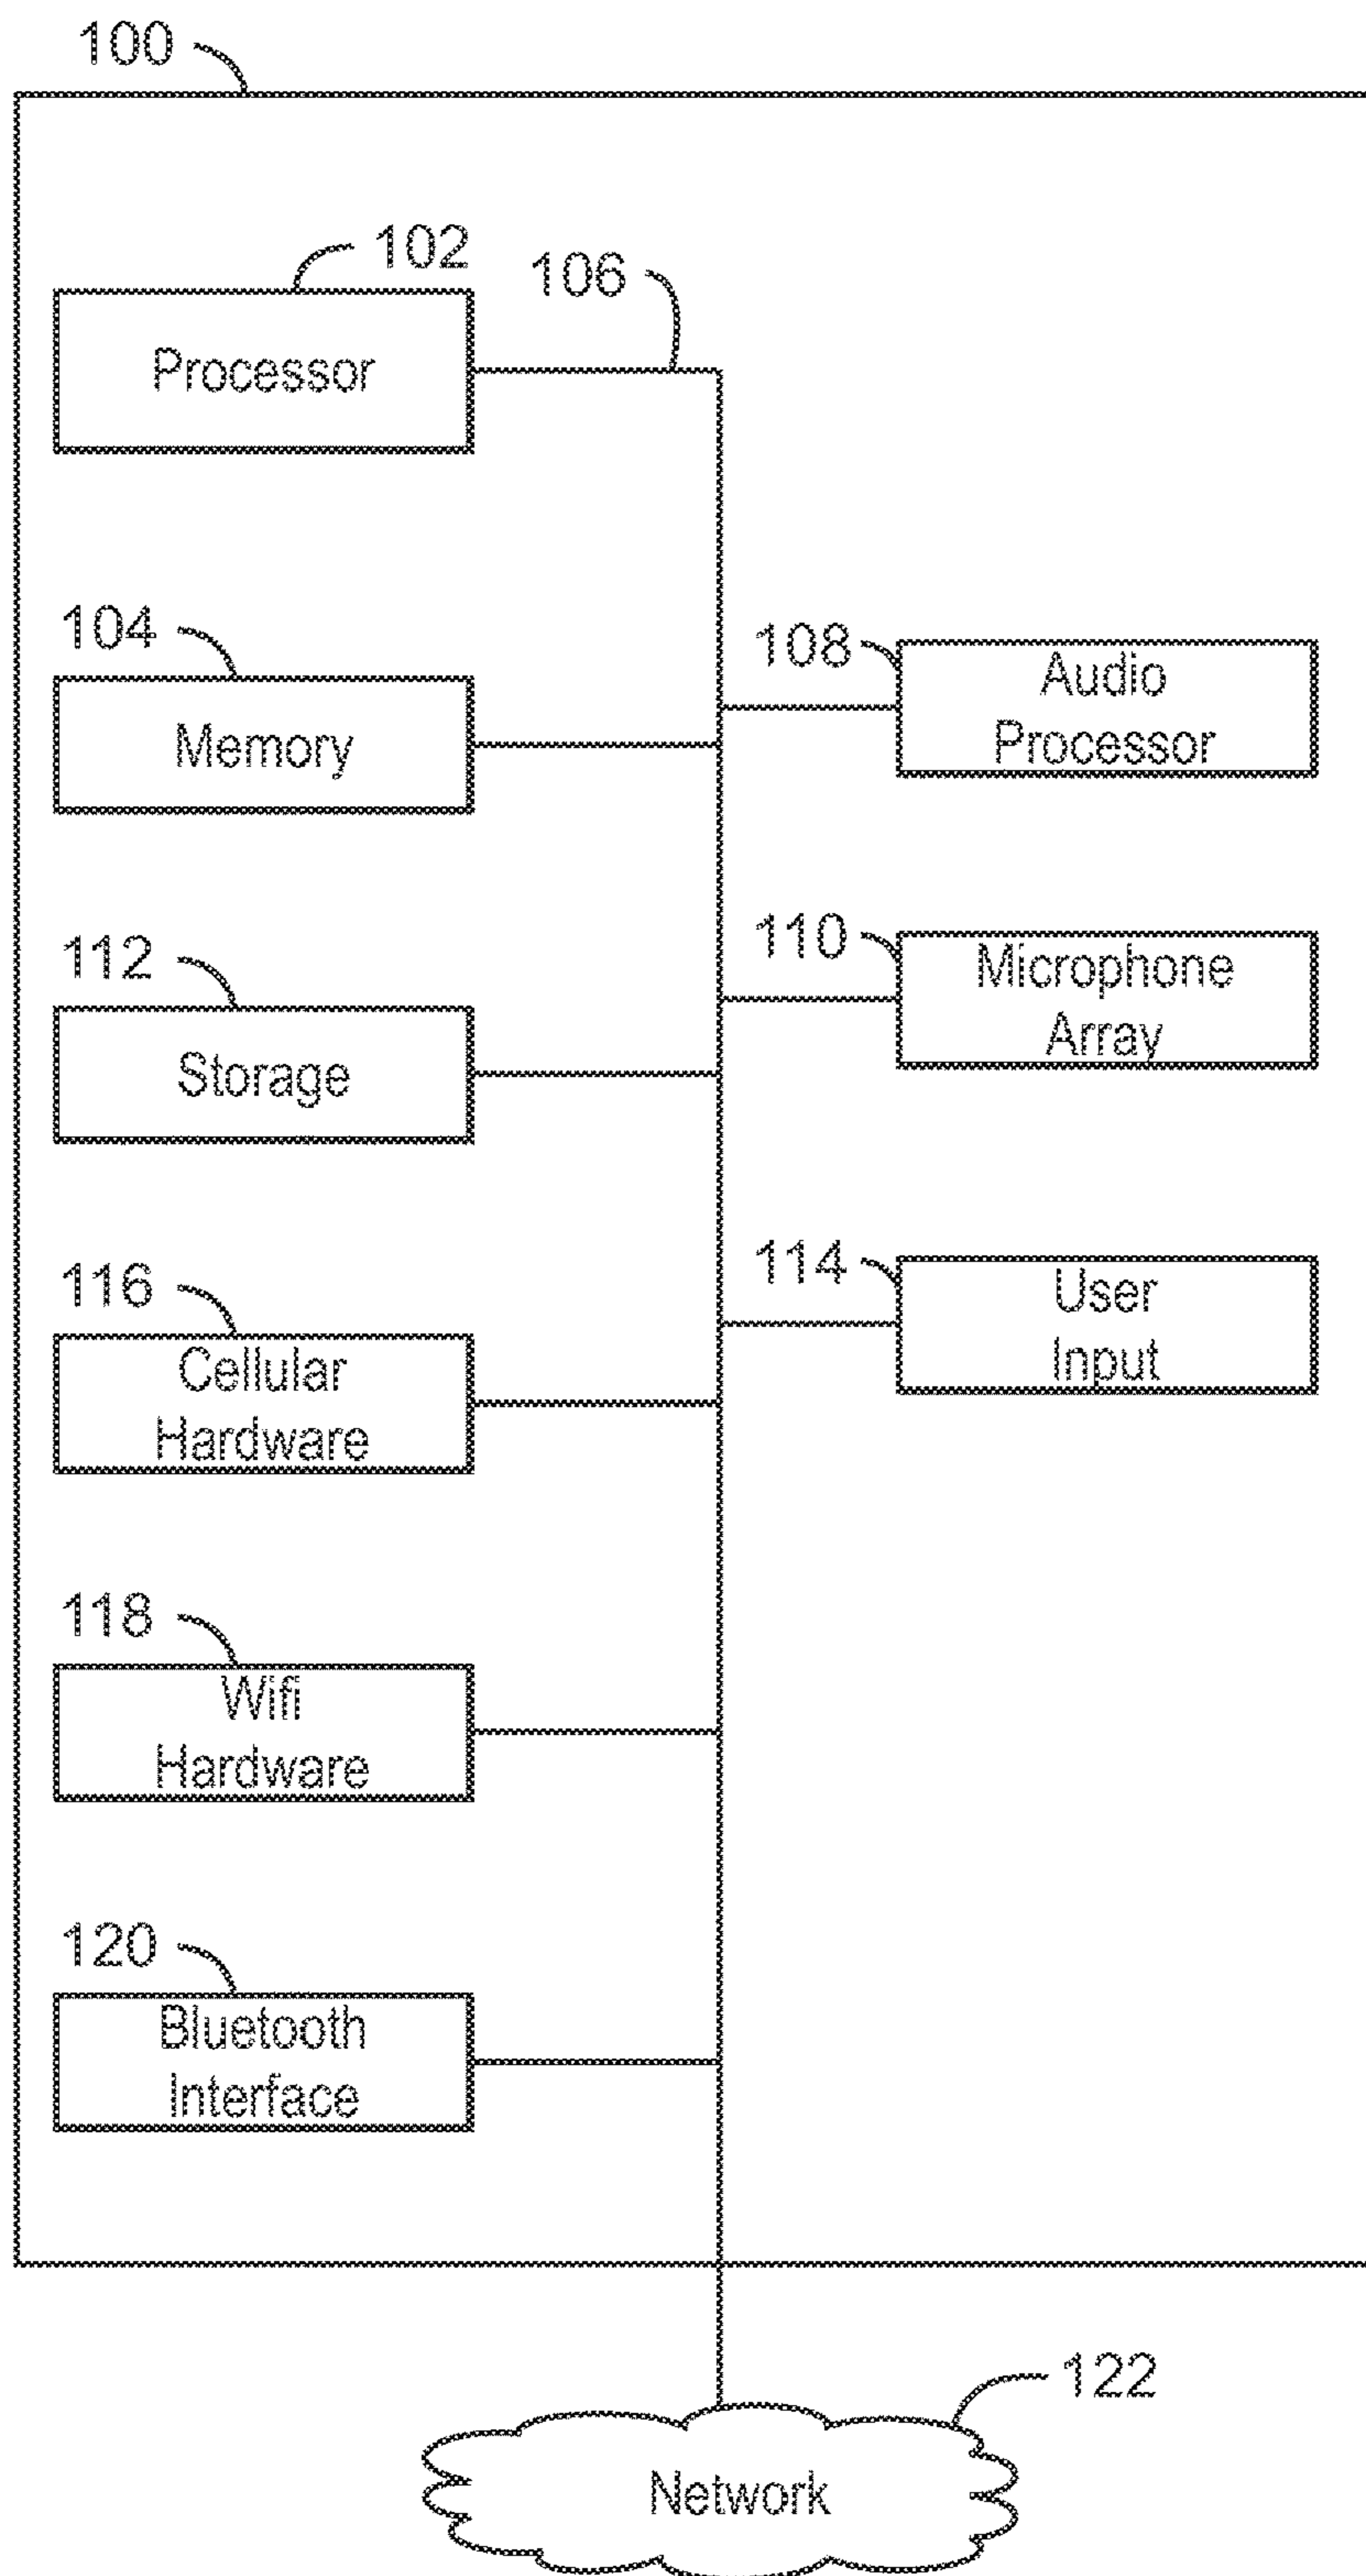 100
102
106
Processor
104
108
Memory
Audio
Processor
112
110
Storage
Microphone
Array
116
114
Cellular
Hardware
User
Input
118
Wifi
Hardware
120
Bluetooth
Interface
122
Network